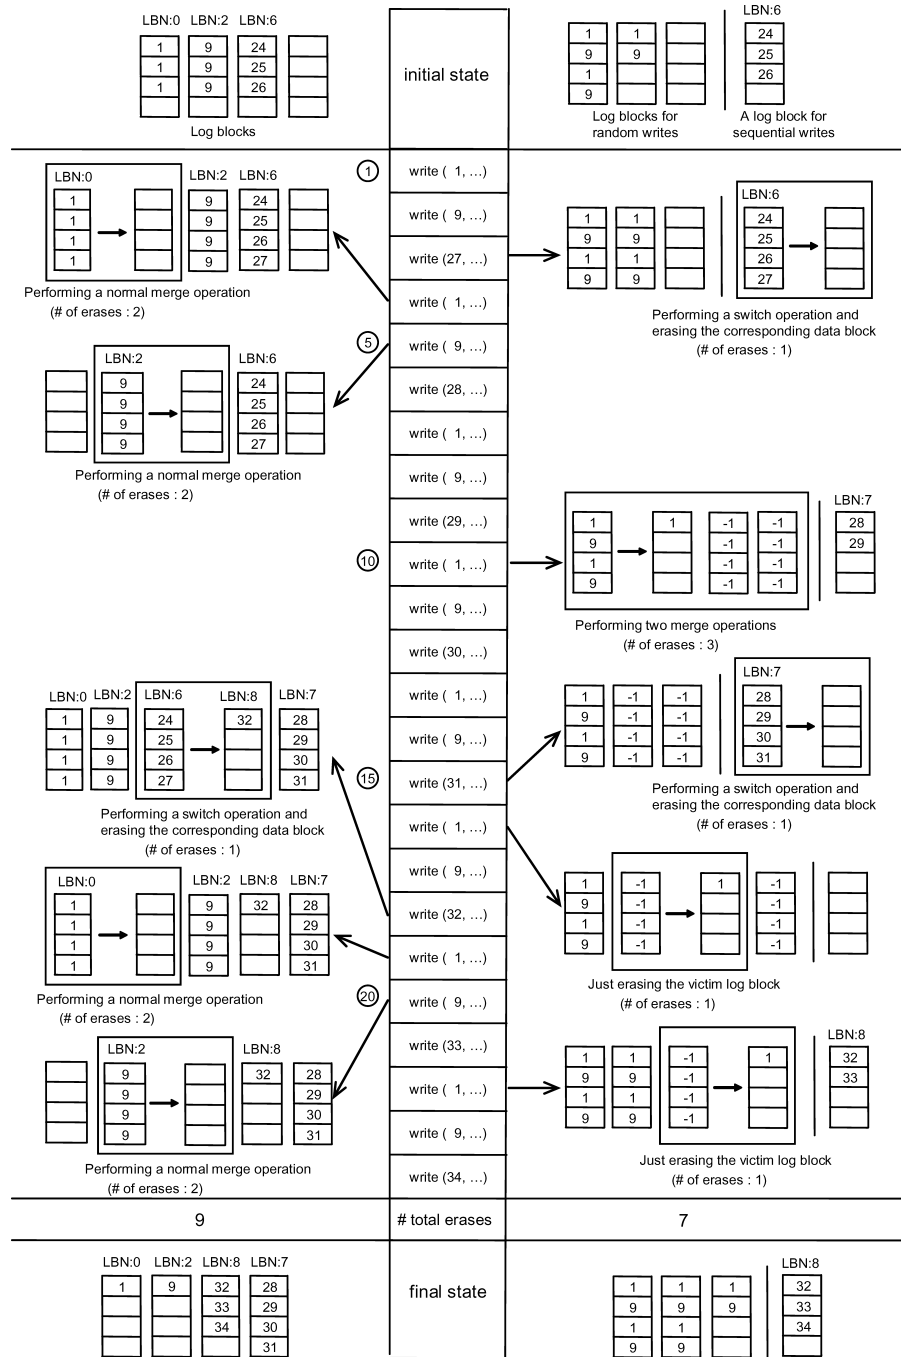 LBN:0 LBN:2 LBN:6
1 9 24
1 9 25
1 9 26
Log blocks
initial state
LBN:6
1 1 24
9 9 25
1 26
9
Log blocks for
random writes
A log block for
sequential writes
1 write ( 1, ...)
write ( 9, ...)
write (27, ...)
write ( 1, ...)
5 write ( 9, ...)
write (28, ...)
write ( 1, ...)
write ( 9, ...)
write (29, ...)
10 write ( 1, ...)
write ( 9, ...)
write (30, ...)
write ( 1, ...)
write ( 9, ...)
15 write (31, ...)
write ( 1, ...)
write ( 9, ...)
write (32, ...)
write ( 1, ...)
20 write ( 9, ...)
write (33, ...)
write ( 1, ...)
write ( 9, ...)
write (34, ...)
LBN:0 LBN:2 LBN:6
1 9 24
1 9 25
1 9 26
1 9 27
Performing a normal merge operation
(# of erases : 2)
LBN:2 LBN:6
9 24
9 25
9 26
9 27
Performing a normal merge operation
(# of erases : 2)
LBN:0 LBN:2 LBN:6 LBN:8 LBN:7
1 9 24 32 28
1 9 25 29
1 9 26 30
1 9 27 31
Performing a switch operation and
erasing the corresponding data block
(# of erases : 1)
LBN:0 LBN:2 LBN:8 LBN:7
1 9 32 28
1 9 29
1 9 30
1 9 31
Performing a normal merge operation
(# of erases : 2)
LBN:2 LBN:8
9 32 28
9 29
9 30
9 31
Performing a normal merge operation
(# of erases : 2)
LBN:6
1 1 24
9 9 25
1 1 26
9 9 27
Performing a switch operation and
erasing the corresponding data block
(# of erases : 1)
LBN:7
1 1 -1 -1 28
9 -1 -1 29
1 -1 -1
9 -1 -1
Performing two merge operations
(# of erases : 3)
LBN:7
1 -1 -1 28
9 -1 -1 29
1 -1 -1 30
9 -1 -1 31
Performing a switch operation and
erasing the corresponding data block
(# of erases : 1)
1 -1 1 -1
9 -1 -1
1 -1 -1
9 -1 -1
Just erasing the victim log block
(# of erases : 1)
LBN:8
1 1 -1 1 32
9 9 -1 33
1 1 -1
9 9 -1
Just erasing the victim log block
(# of erases : 1)
9 # total erases 7
LBN:0 LBN:2 LBN:8 LBN:7
1 9 32 28
33 29
34 30
31
final state
LBN:8
1 1 1 32
9 9 9 33
1 1 34
9 9